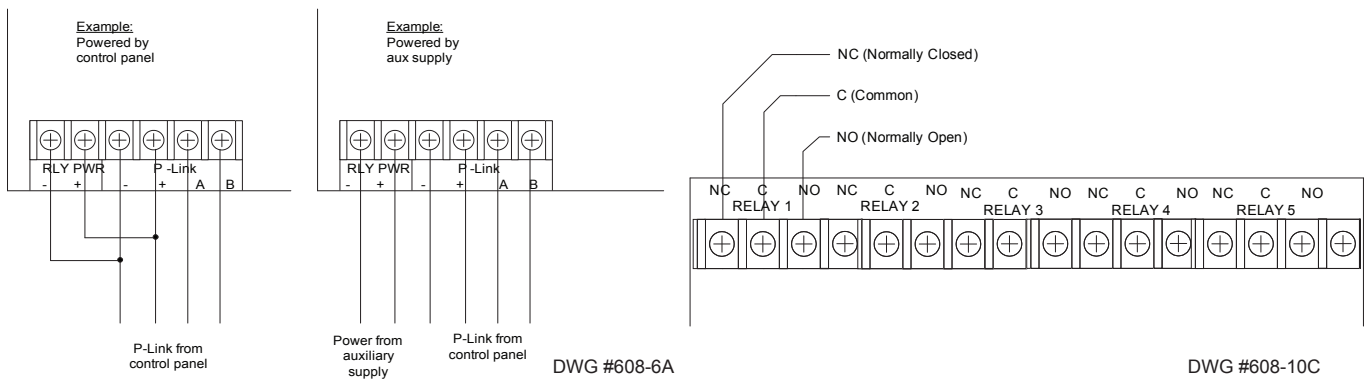 Example:
Powered by
control panel
RLY PWR P -Link
- + - + A B
P-Link from
control panel
Example:
Powered by
aux supply
RLY PWR P -Link
- + - + A B
Power from
auxiliary
supply
P-Link from
control panel
DWG #608-6A
NC (Normally Closed)
C (Common)
NO (Normally Open)
NC C NO NC C NO NC C NO NC C NO NC C NO
RELAY 1 RELAY 2 RELAY 3 RELAY 4 RELAY 5
DWG #608-10C